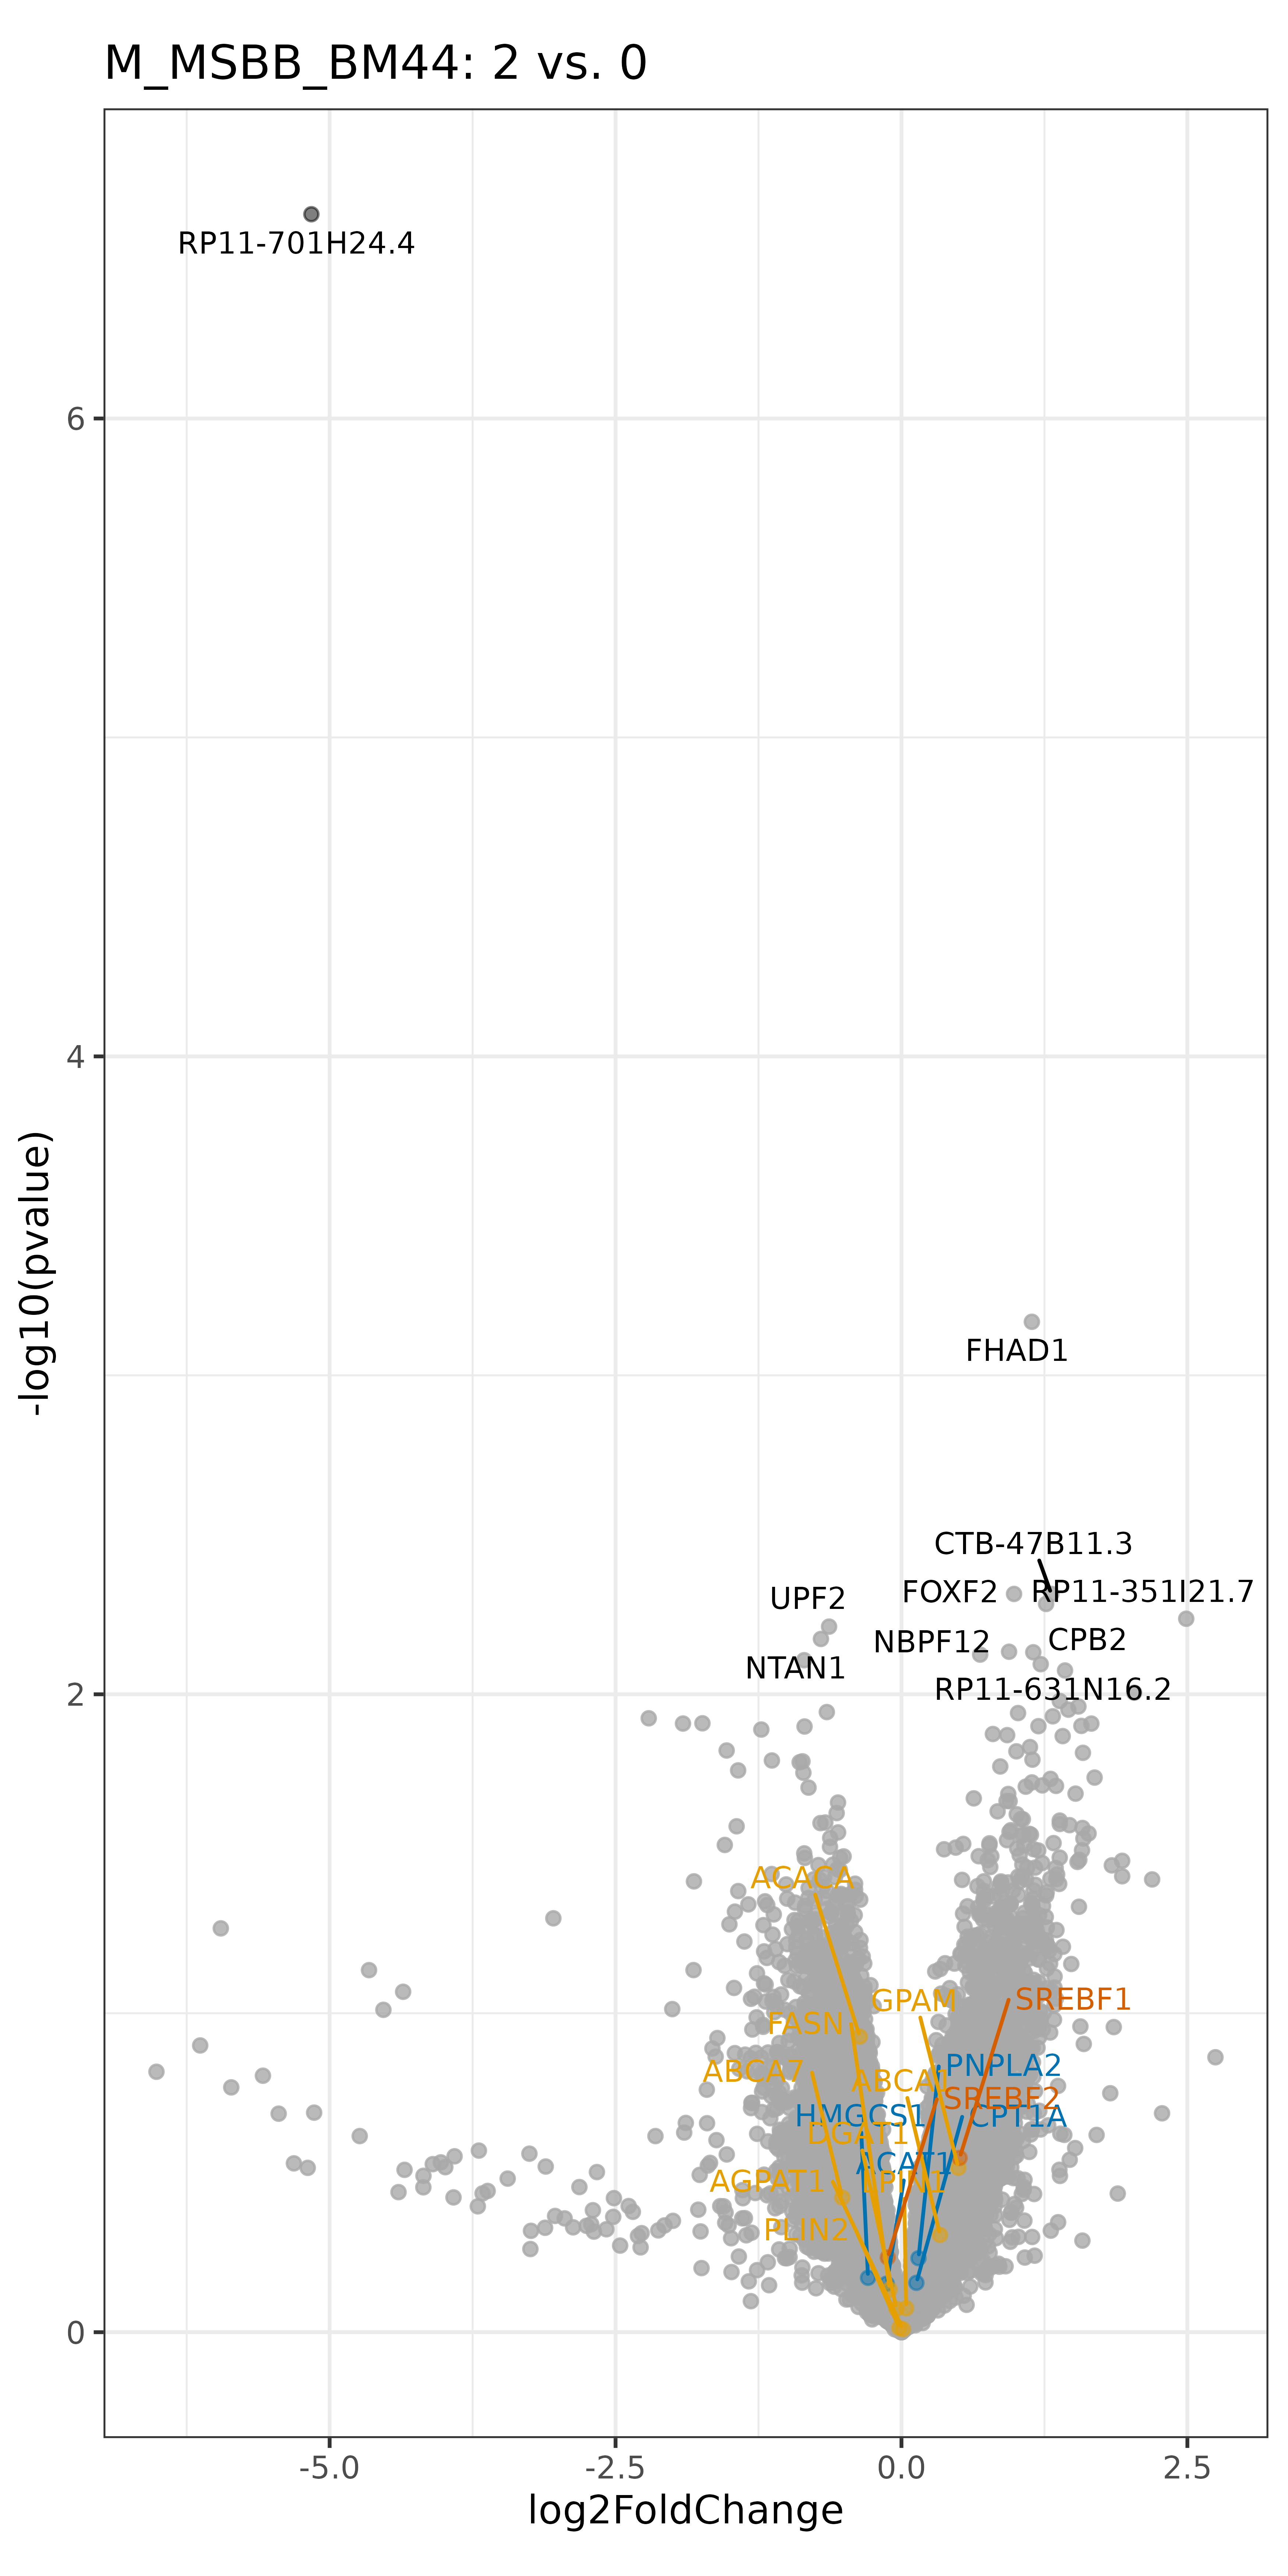 M_MSBB_BM44: 2 vs. 0
RP11-701H24.4
6
4
-log10(pvalue)
FHAD1
CTB-47B11.3
FOXF2
RP11-351I21.7
UPF2
NBPF12
CPB2
NTAN1
RP11-631N16.2
2
ACACA
GPAM
SREBF1
FASN
PNPLA2
ABCA7
SREBF2
HMGCS1
CPT1A
DGAT1
ACAT1
AGPAT1
PLIN2
0
-5.0
-2.5
0.0
2.5
log2FoldChange